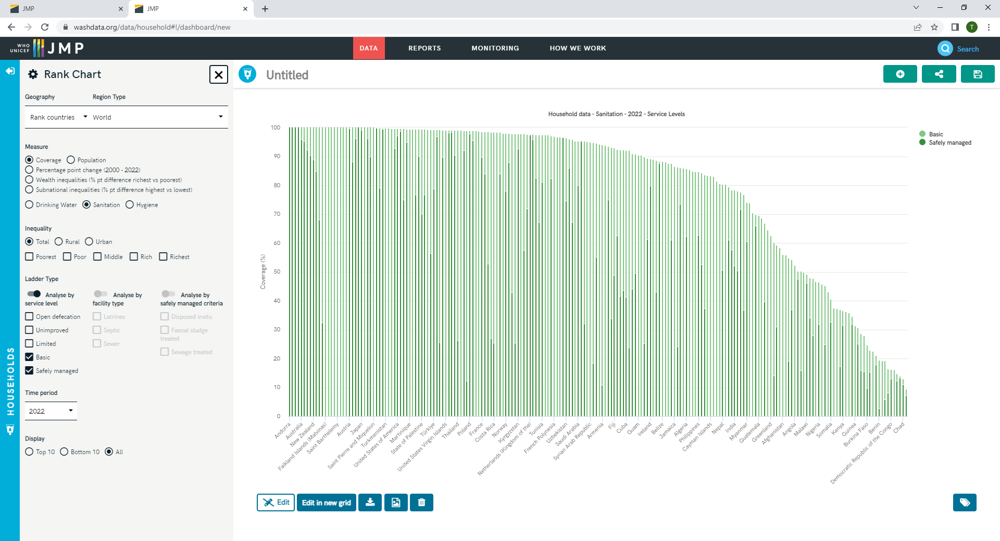 JMP
JMP
washdata.org/data/household#!/dashboard/new
T
WHO
UNICEF
JMP
DATA
REPORTS
MONITORING
HOW WE WORK
Search
HOUSEHOLDS
Rank Chart
Geography
Region Type
Rank countries
World
Measure
Coverage
Population
Percentage point change (2000 - 2022)
Wealth inequalities (% pt difference richest vs poorest)
Subnational inequalities (% pt difference highest vs lowest)
Drinking Water
Sanitation
Hygiene
Inequality
Total
Rural
Urban
Poorest
Poor
Middle
Rich
Richest
Ladder Type
Analyse by
service level
Analyse by
facility type
Analyse by
safely managed criteria
Open defecation
Latrines
Disposed insitu
Unimproved
Septic
Faecal sludge
treated
Limited
Sewer
Sewage treated
Basic
Safely managed
Time period
2022
Display
Top 10
Bottom 10
All
Untitled
Household data - Sanitation - 2022 - Service Levels
Basic
Safely managed
Coverage (%)
100
90
80
70
60
50
40
30
20
10
0
Andorra
Australia
New Zealand
Falkland Islands (Malvinas)
Saint Barthelemy
Austria
Japan
Saint Pierre and Miquelon
Turkmenistan
United States of America
Martinique
State of Palestine
Türkiye
United States Virgin Islands
Thailand
Poland
France
Costa Rica
Norway
Kyrgyzstan
Netherlands (Kingdom of the)
Tunisia
French Polynesia
Uzbekistan
Saudi Arabia
Syrian Arab Republic
Armenia
Fiji
Cuba
Guam
Ireland
Belize
Jamaica
Algeria
Philippines
Cayman Islands
Nepal
India
Myanmar
Guatemala
Greenland
Afghanistan
Angola
Malawi
Nigeria
Somalia
Kenya
Guinea
Burkina Faso
Benin
Democratic Republic of the Congo
Chad
Edit
Edit in new grid